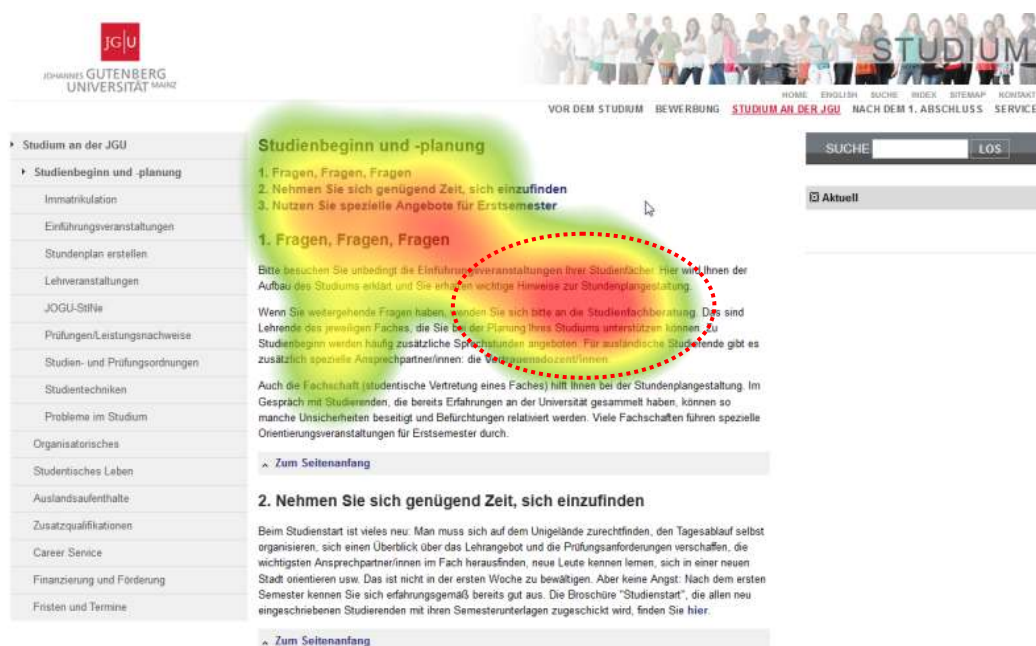 JG|U
JOHANNES GUTENBERG
UNIVERSITÄT MAINZ
STUDIUM
HOME ENGLISH SUCHE INDEX SITEMAP KONTAKT
VOR DEM STUDIUM BEWERBUNG STUDIUM AN DER JGU NACH DEM 1. ABSCHLUSS SERVICE
Studium an der JGU
Studienbeginn und -planung
Immatrikulation
Einführungsveranstaltungen
Stundenplan erstellen
Lehrveranstaltungen
JOGU-StINe
Prüfungen/Leistungsnachweise
Studien- und Prüfungsordnungen
Studientechniken
Probleme im Studium
Organisatorisches
Studentisches Leben
Auslandsaufenthalte
Zusatzqualifikationen
Career Service
Finanzierung und Förderung
Fristen und Termine
Studienbeginn und -planung
1. Fragen, Fragen, Fragen
2. Nehmen Sie sich genügend Zeit, sich einzufinden
3. Nutzen Sie spezielle Angebote für Erstsemester
1. Fragen, Fragen, Fragen
Bitte besuchen Sie unbedingt die Einführungsveranstaltungen Ihrer Studienfächer. Hier wird Ihnen der
Aufbau des Studiums erklärt und Sie erhalten wichtige Hinweise zur Stundenplangestaltung.
Wenn Sie weitergehende Fragen haben, wenden Sie sich bitte an die Studienfachberatung. Das sind
Lehrende des jeweiligen Faches, die Sie bei der Planung Ihres Studiums unterstützen können. Zu
Studienbeginn werden häufig zusätzliche Sprechstunden angeboten. Für ausländische Studierende gibt es
zusätzlich spezielle Ansprechpartner/innen: die Vertrauensdozent/innen.
Auch die Fachschaft (studentische Vertretung eines Faches) hilft Ihnen bei der Stundenplangestaltung. Im
Gespräch mit Studierenden, die bereits Erfahrungen an der Universität gesammelt haben, können so
manche Unsicherheiten beseitigt und Befürchtungen relativiert werden. Viele Fachschaften führen spezielle
Orientierungsveranstaltungen für Erstsemester durch.
Zum Seitenanfang
2. Nehmen Sie sich genügend Zeit, sich einzufinden
Beim Studienstart ist vieles neu: Man muss sich auf dem Unigelände zurechtfinden, den Tagesablauf selbst
organisieren, sich einen Überblick über das Lehrangebot und die Prüfungsanforderungen verschaffen, die
wichtigsten Ansprechpartner/innen im Fach herausfinden, neue Leute kennen lernen, sich in einer neuen
Stadt orientieren usw. Das ist nicht in der ersten Woche zu bewältigen. Aber keine Angst: Nach dem ersten
Semester kennen Sie sich erfahrungsgemäß bereits gut aus. Die Broschüre "Studienstart", die allen neu
eingeschriebenen Studierenden mit ihren Semesterunterlagen zugeschickt wird, finden Sie hier.
Zum Seitenanfang
SUCHE LOS
Aktuell